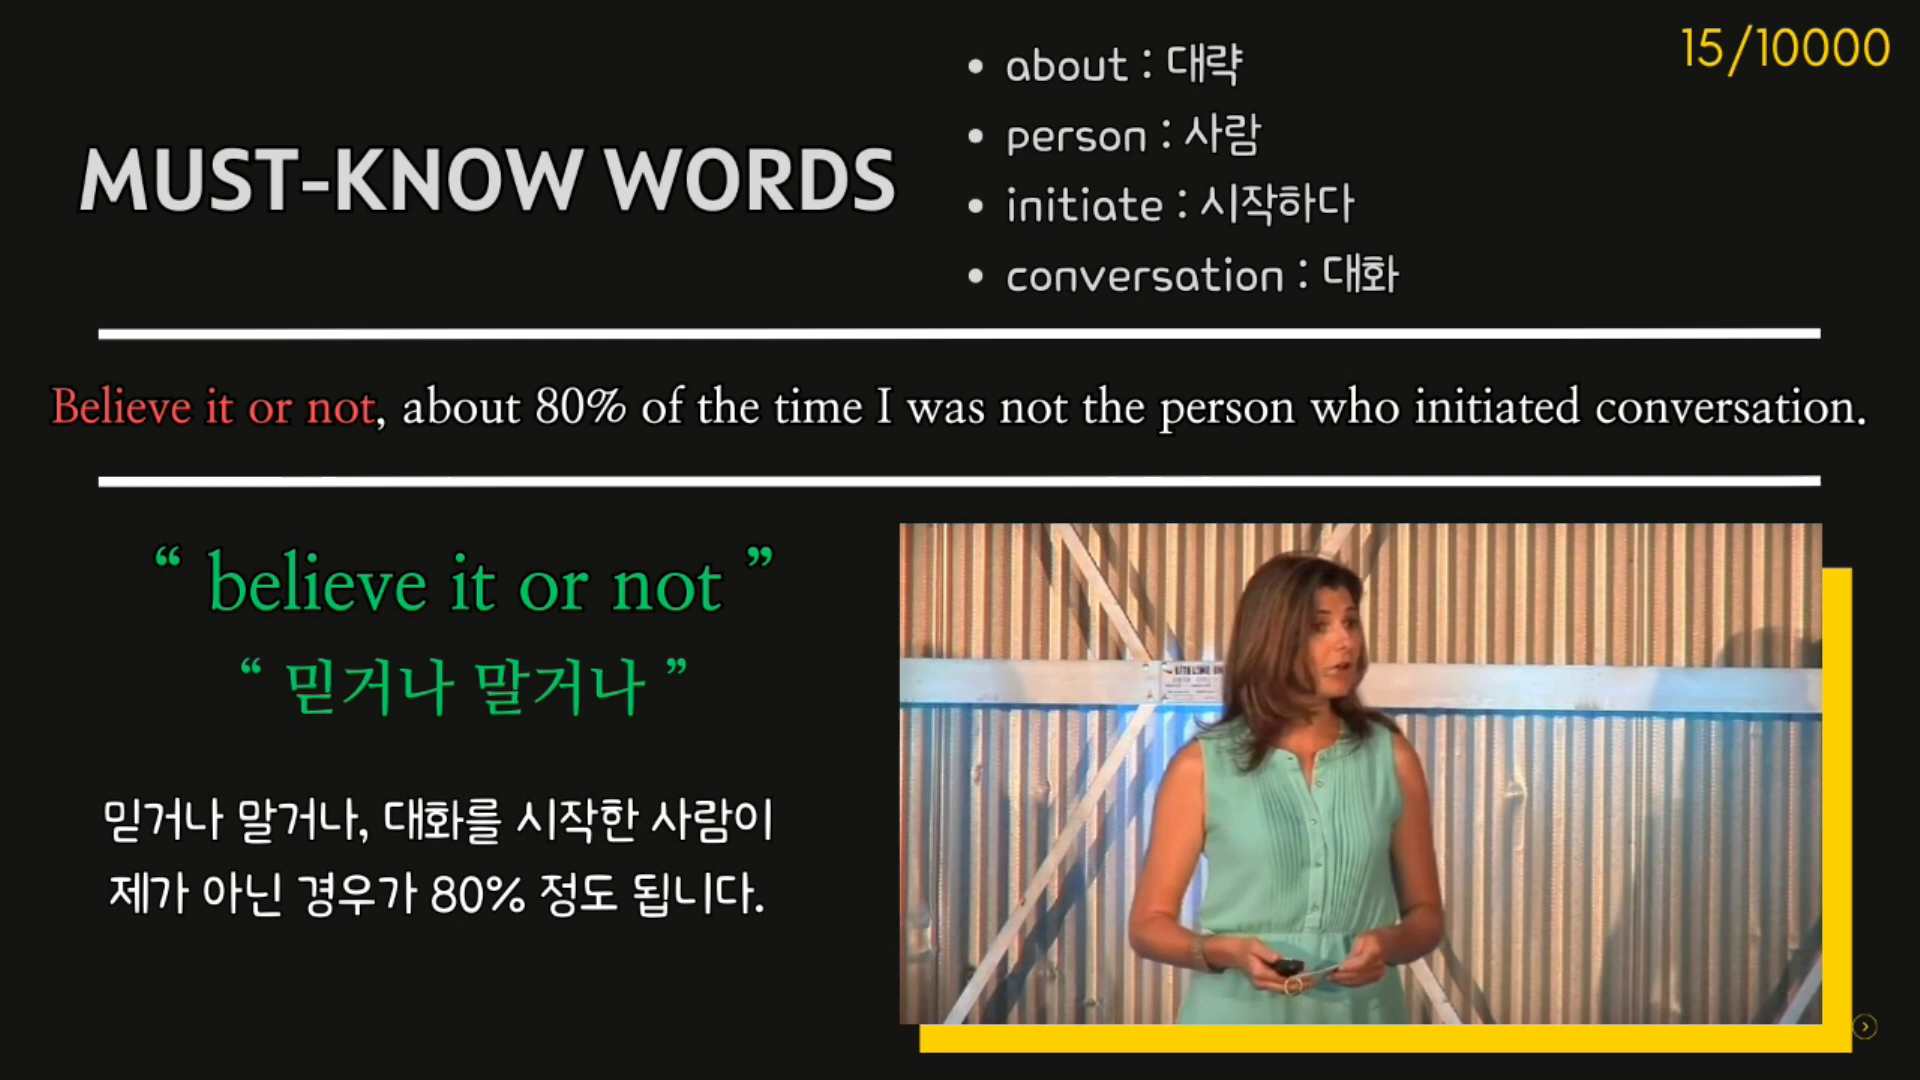 15/10000
MUST-KNOW WORDS
• about : 대략
• person : 사람
• initiate : 시작하다
• conversation : 대화
Believe it or not, about 80% of the time I was not the person who initiated conversation.
“ believe it or not ”
“ 믿거나 말거나 ”
믿거나 말거나, 대화를 시작한 사람이
제가 아닌 경우가 80% 정도 됩니다.